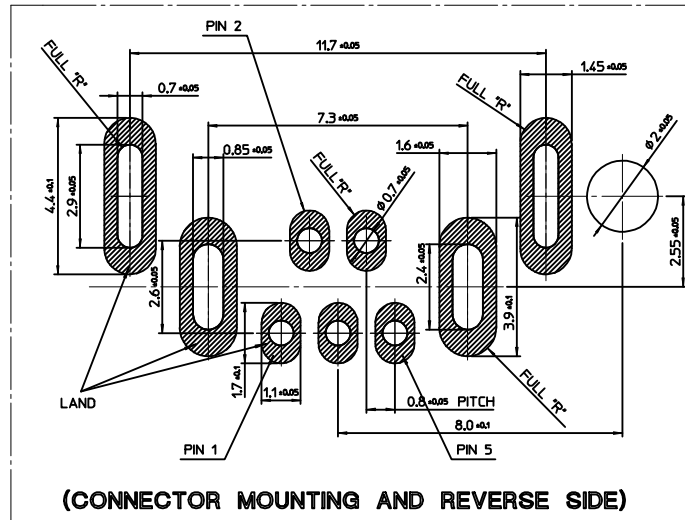 PIN 2
11.7 ±0.05
FULL "R"
0.7 ±0.05
FULL "R"
1.45 ±0.05
7.3 ±0.05
0.85 ±0.05
1.6 ±0.05
FULL "R"
ϕ 0.7 ±0.05
ϕ 2 ±0.05
4.4 ±0.1
2.9 ±0.05
2.6 ±0.05
2.4 ±0.05
3.9 ±0.1
2.55 ±0.05
1.7 ±0.1
1.1 ±0.05
LAND
0.8 ±0.05 PITCH
FULL "R"
8.0 ±0.1
PIN 1
PIN 5
(CONNECTOR MOUNTING AND REVERSE SIDE)